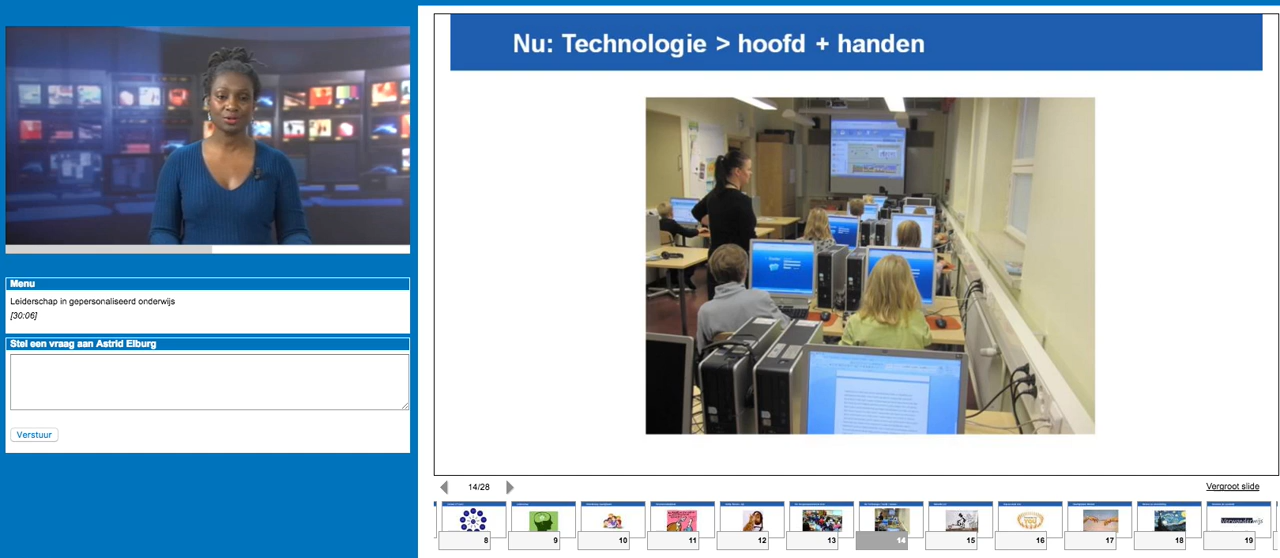 Nu: Technologie > hoofd + handen
Menu
Leiderschap in gepersonaliseerd onderwijs
[30:06]
Stel een vraag aan Astrid Elburg
Verstuur
14/28
Vergroot slide
8
9
10
11
12
13
14
15
16
17
18
19